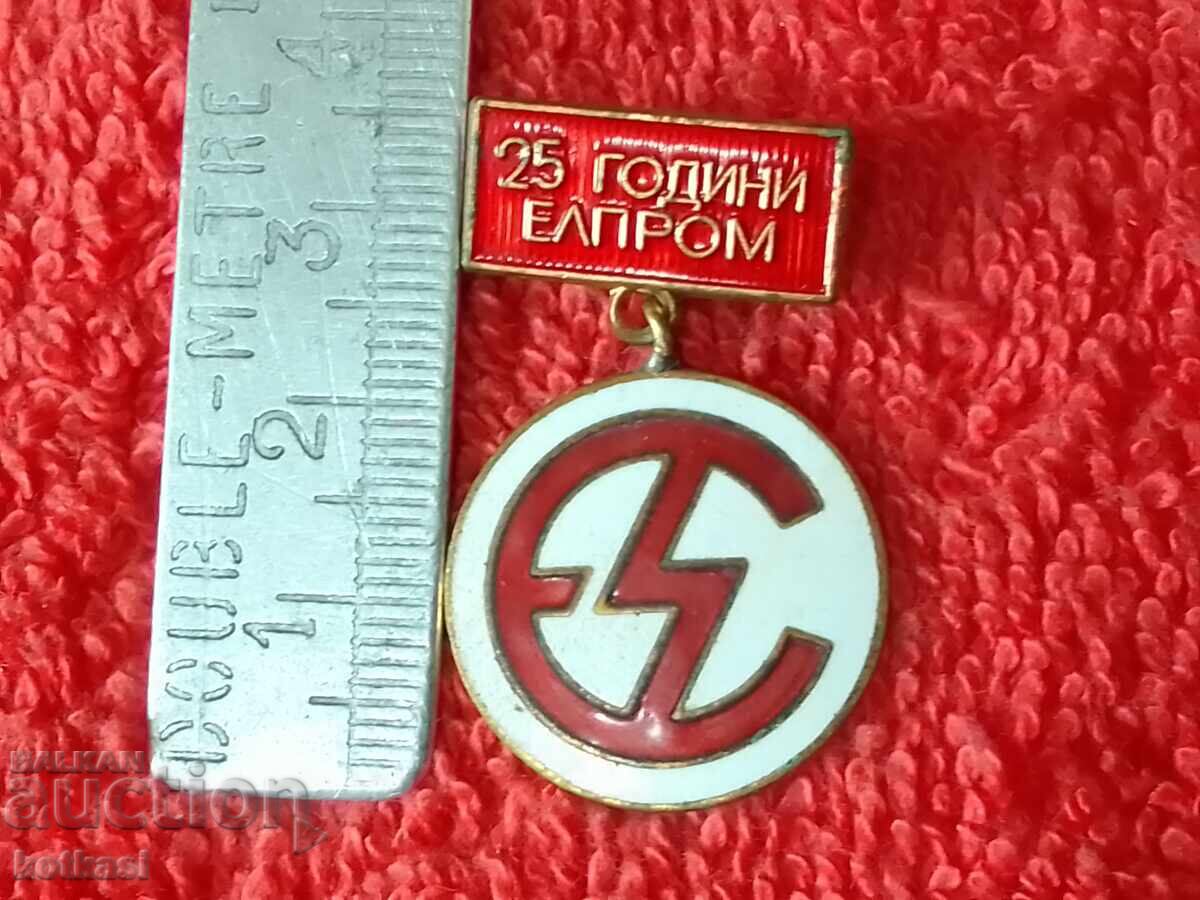 25 ГОДИНИ
ЕЛПРОМ
DOUBLE-METRE
1
2
3
4
BALKAN
auction
kotkasi